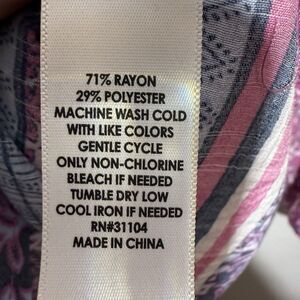 71% RAYON
29% POLYESTER
MACHINE WASH COLD
WITH LIKE COLORS
GENTLE CYCLE
ONLY NON-CHLORINE
BLEACH IF NEEDED
TUMBLE DRY LOW
COOL IRON IF NEEDED
RN#31104
MADE IN CHINA